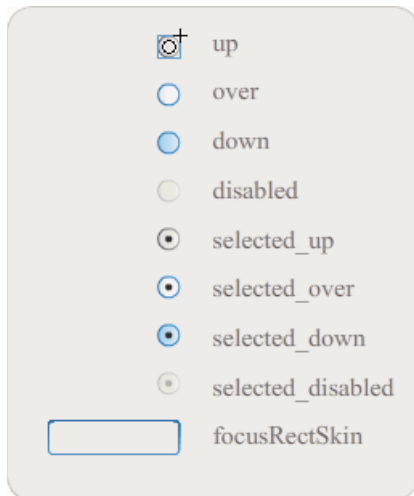 up
over
down
disabled
selected_up
selected_over
selected_down
selected_disabled
focusRectSkin